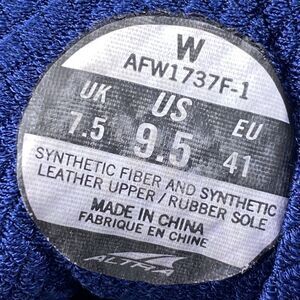 W
AFW1737F-1
UK US EU
7.5 9.5 41
SYNTHETIC FIBER AND SYNTHETIC
LEATHER UPPER / RUBBER SOLE
MADE IN CHINA
FABRIQUE EN CHINE
ALTRA